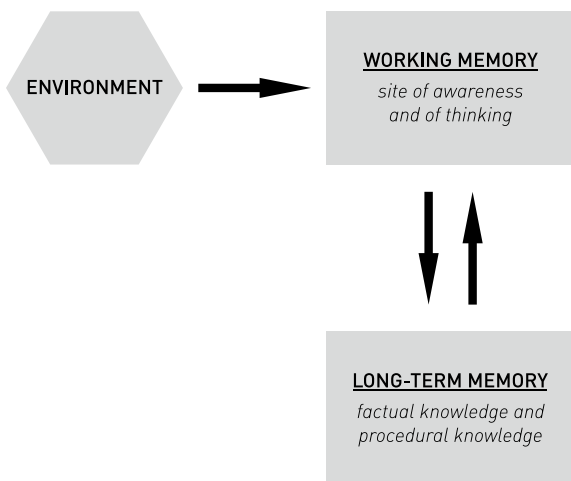 ENVIRONMENT
WORKING MEMORY
site of awareness
and of thinking
LONG-TERM MEMORY
factual knowledge and
procedural knowledge